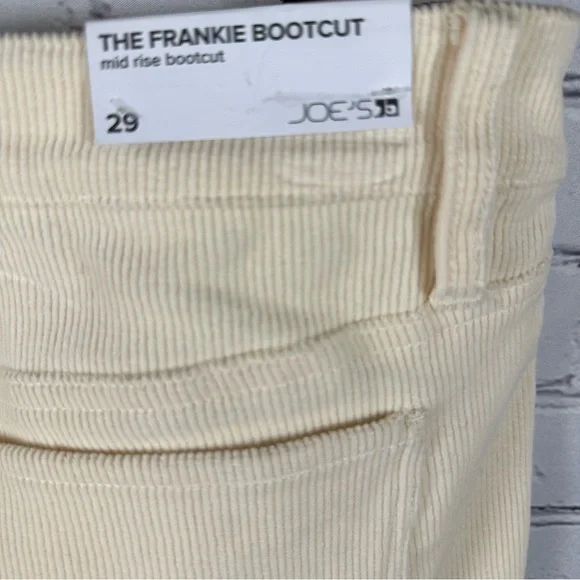 THE FRANKIE BOOTCUT
mid rise bootcut
29
JOE'S